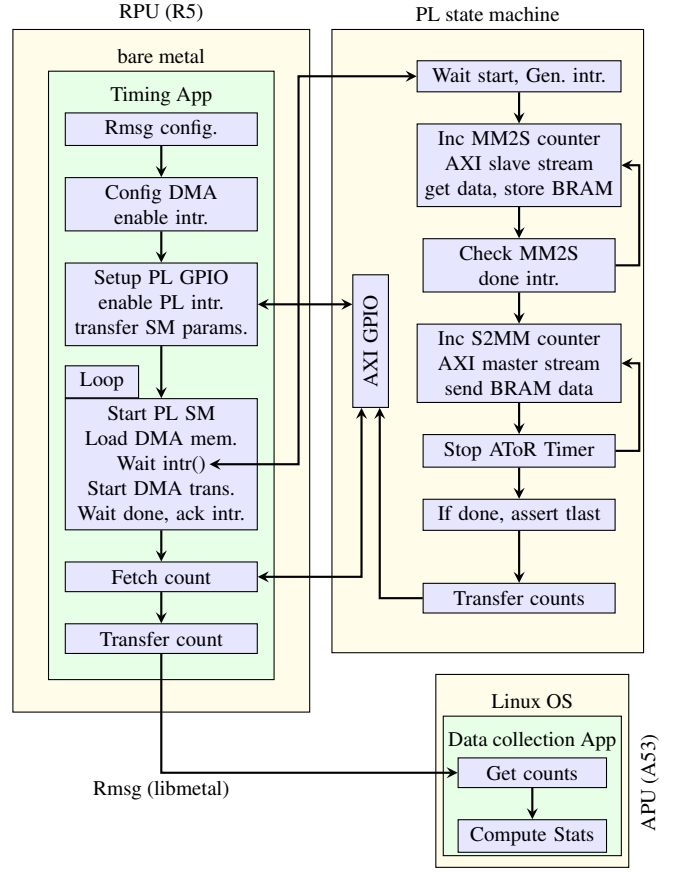 RPU (R5)
bare metal
Timing App
Rmsg config.
Config DMA
enable intr.
Setup PL GPIO
enable PL intr.
transfer SM params.
Loop
Start PL SM
Load DMA mem.
Wait intr()
Start DMA trans.
Wait done, ack intr.
Fetch count
Transfer count
Rmsg (libmetal)
AXI GPIO
PL state machine
Wait start, Gen. intr.
Inc MM2S counter
AXI slave stream
get data, store BRAM
Check MM2S
done intr.
Inc S2MM counter
AXI master stream
send BRAM data
Stop AToR Timer
If done, assert tlast
Transfer counts
Linux OS
Data collection App
Get counts
Compute Stats
APU (A53)